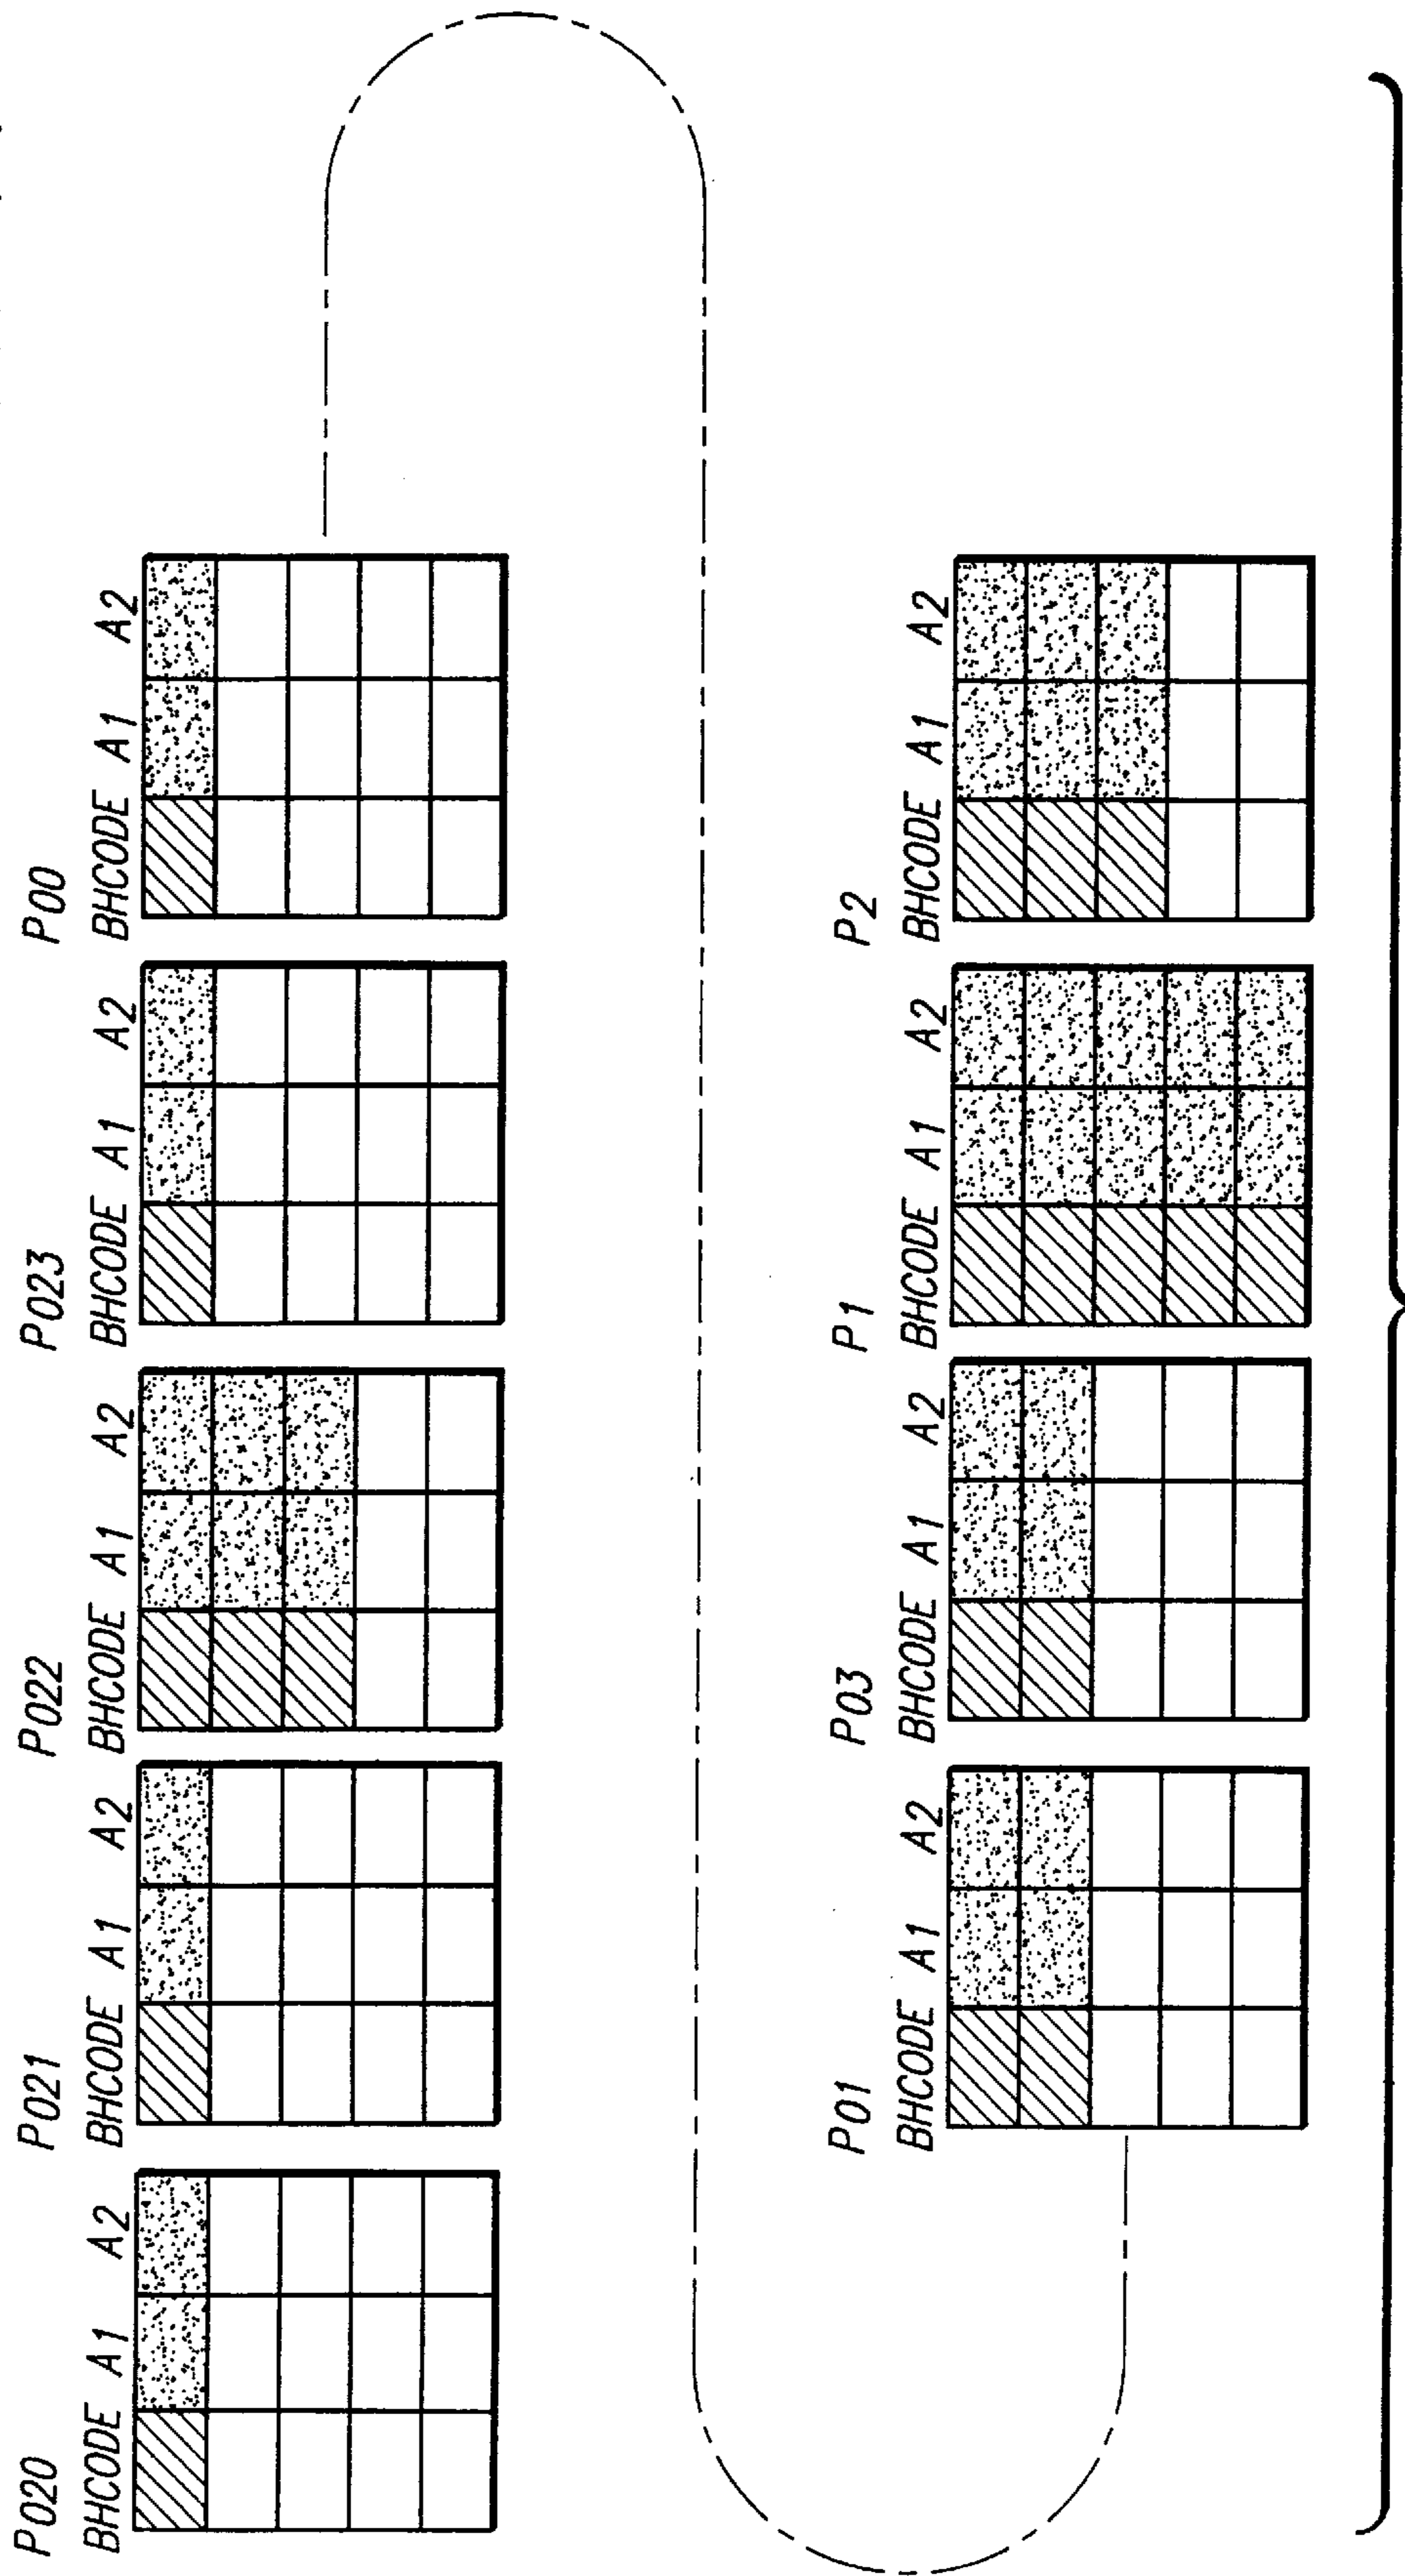 P020 P021 P022 P023 P00
BHCODE A1 A2 BHCODE A1 A2 BHCODE A1 A2 BHCODE A1 A2 BHCODE A1 A2
P01 P03 P1 P2
BHCODE A1 A2 BHCODE A1 A2 BHCODE A1 A2 BHCODE A1 A2